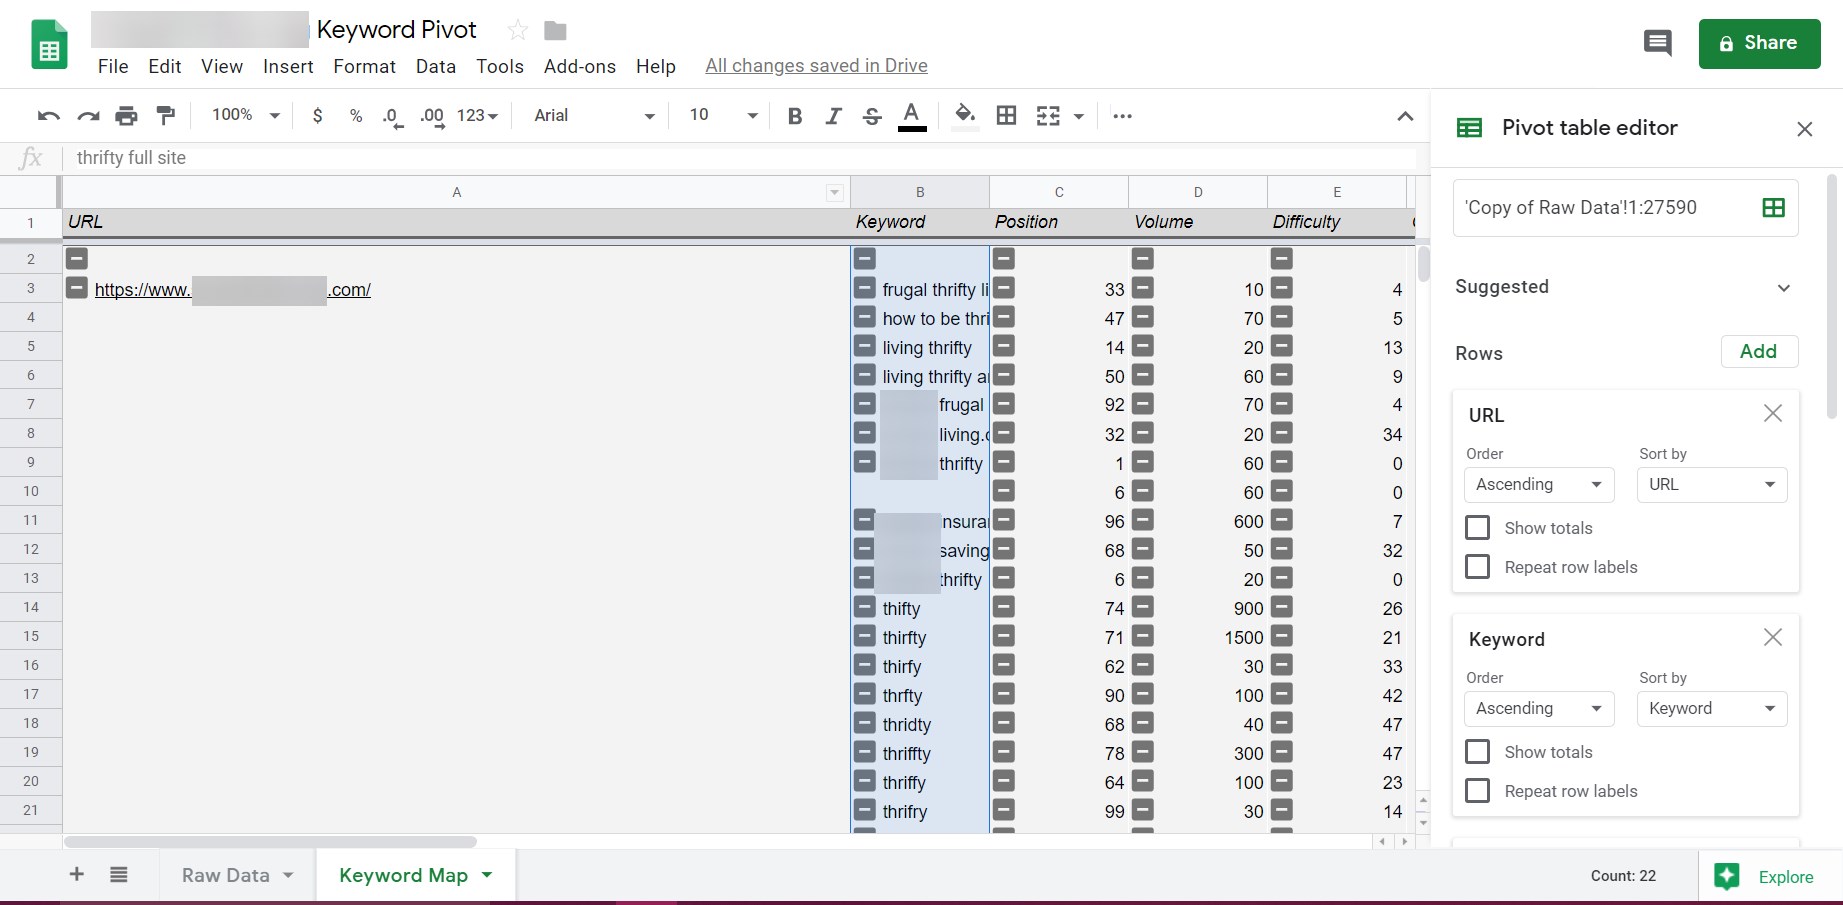 Keyword Pivot
File Edit View Insert Format Data Tools Add-ons Help All changes saved in Drive
Share
100% $ % .0 .00 123 Arial 10 B I S A
Pivot table editor
fx thrifty full site
A B C D E
1 URL Keyword Position Volume Difficulty
2
3 https://www. .com/ frugal thrifty li 33 10 4
4 how to be thri 47 70 5
5 living thrifty 14 20 13
6 living thrifty a 50 60 9
7 frugal 92 70 4
8 living. 32 20 34
9 thrifty 1 60 0
10 6 60 0
11 nsura 96 600 7
12 saving 68 50 32
13 thrifty 6 20 0
14 thifty 74 900 26
15 thirfty 71 1500 21
16 thirfy 62 30 33
17 thrfty 90 100 42
18 thridty 68 40 47
19 thriffty 78 300 47
20 thriffy 64 100 23
21 thrifry 99 30 14
'Copy of Raw Data'!1:27590
Suggested
Rows Add
URL
Order Sort by
Ascending URL
Show totals
Repeat row labels
Keyword
Order Sort by
Ascending Keyword
Show totals
Repeat row labels
Raw Data Keyword Map Count: 22 Explore